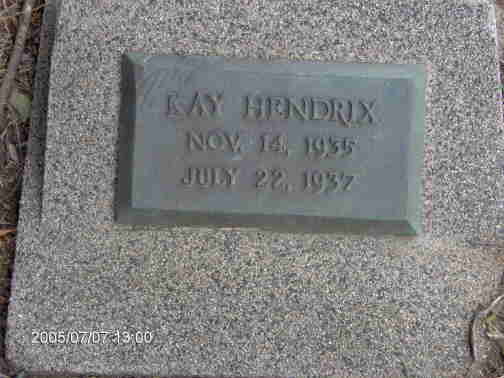 KAY HENDRIX
NOV. 14, 1935
JULY 22, 1937
2005/07/07 13:00